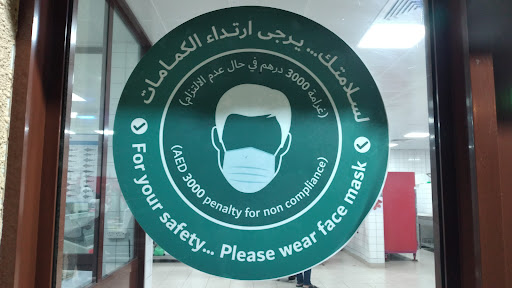 لسلامتك... يرجى ارتداء الكمامات
(غرامة 3000 درهم في حال عدم الالتزام)
(AED 3000 penalty for non compliance)
For your safety... Please wear face mask